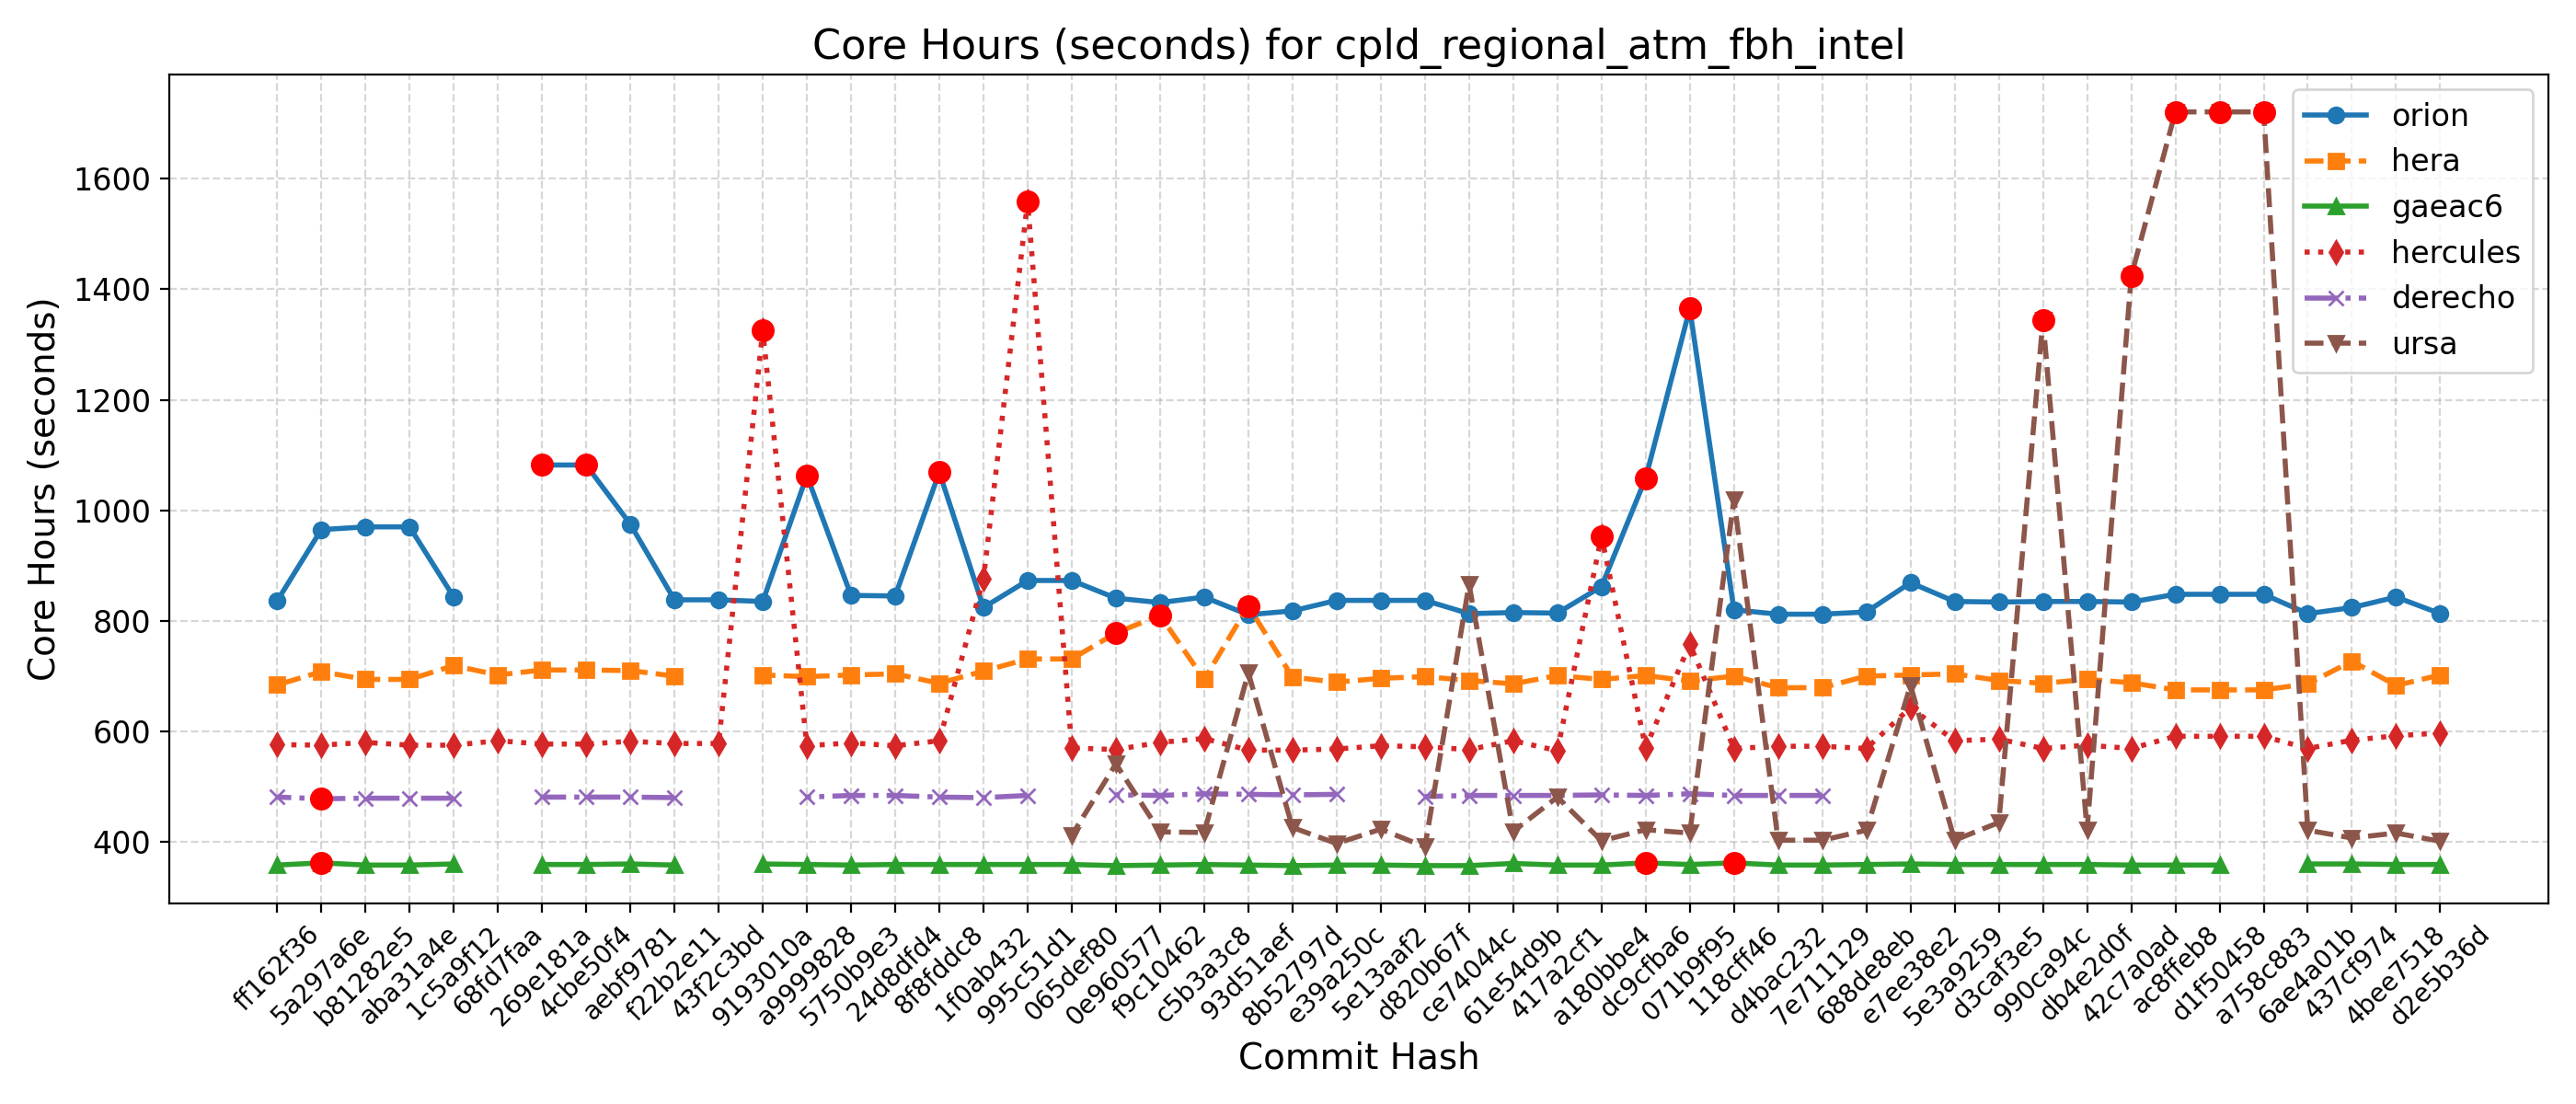 Core Hours (seconds) for cpld_regional_atm_fbh_intel
Core Hours (seconds)
1600
1400
1200
1000
800
600
400
orion
hera
gaeac6
hercules
derecho
ursa
ff162f36
5a297a6e
b81282e5
aba31a4e
1c5a9f12
68fd7faa
269e181a
4cbe50f4
aebf9781
f22b2e11
43f2c3bd
9193010a
a9999828
5750b9e3
24d8dfd4
8f8fddc8
1f0ab432
995c51d1
065def80
0e960577
f9c10462
c5b3a3c8
93d51aef
8b52797d
e39a250c
5e13aaf2
d820b67f
ce74044c
61e54d9b
417a2cf1
a180bbe4
dc9cfba6
071b9f95
118cff46
d4bac232
7e711129
688de8eb
e7ee38e2
5e3a9259
d3caf3e5
990ca94c
db4e2d0f
42c7a0ad
ac8ffeb8
d1f50458
a758c883
6ae4a01b
437cf974
4bee7518
d2e5b36d
Commit Hash